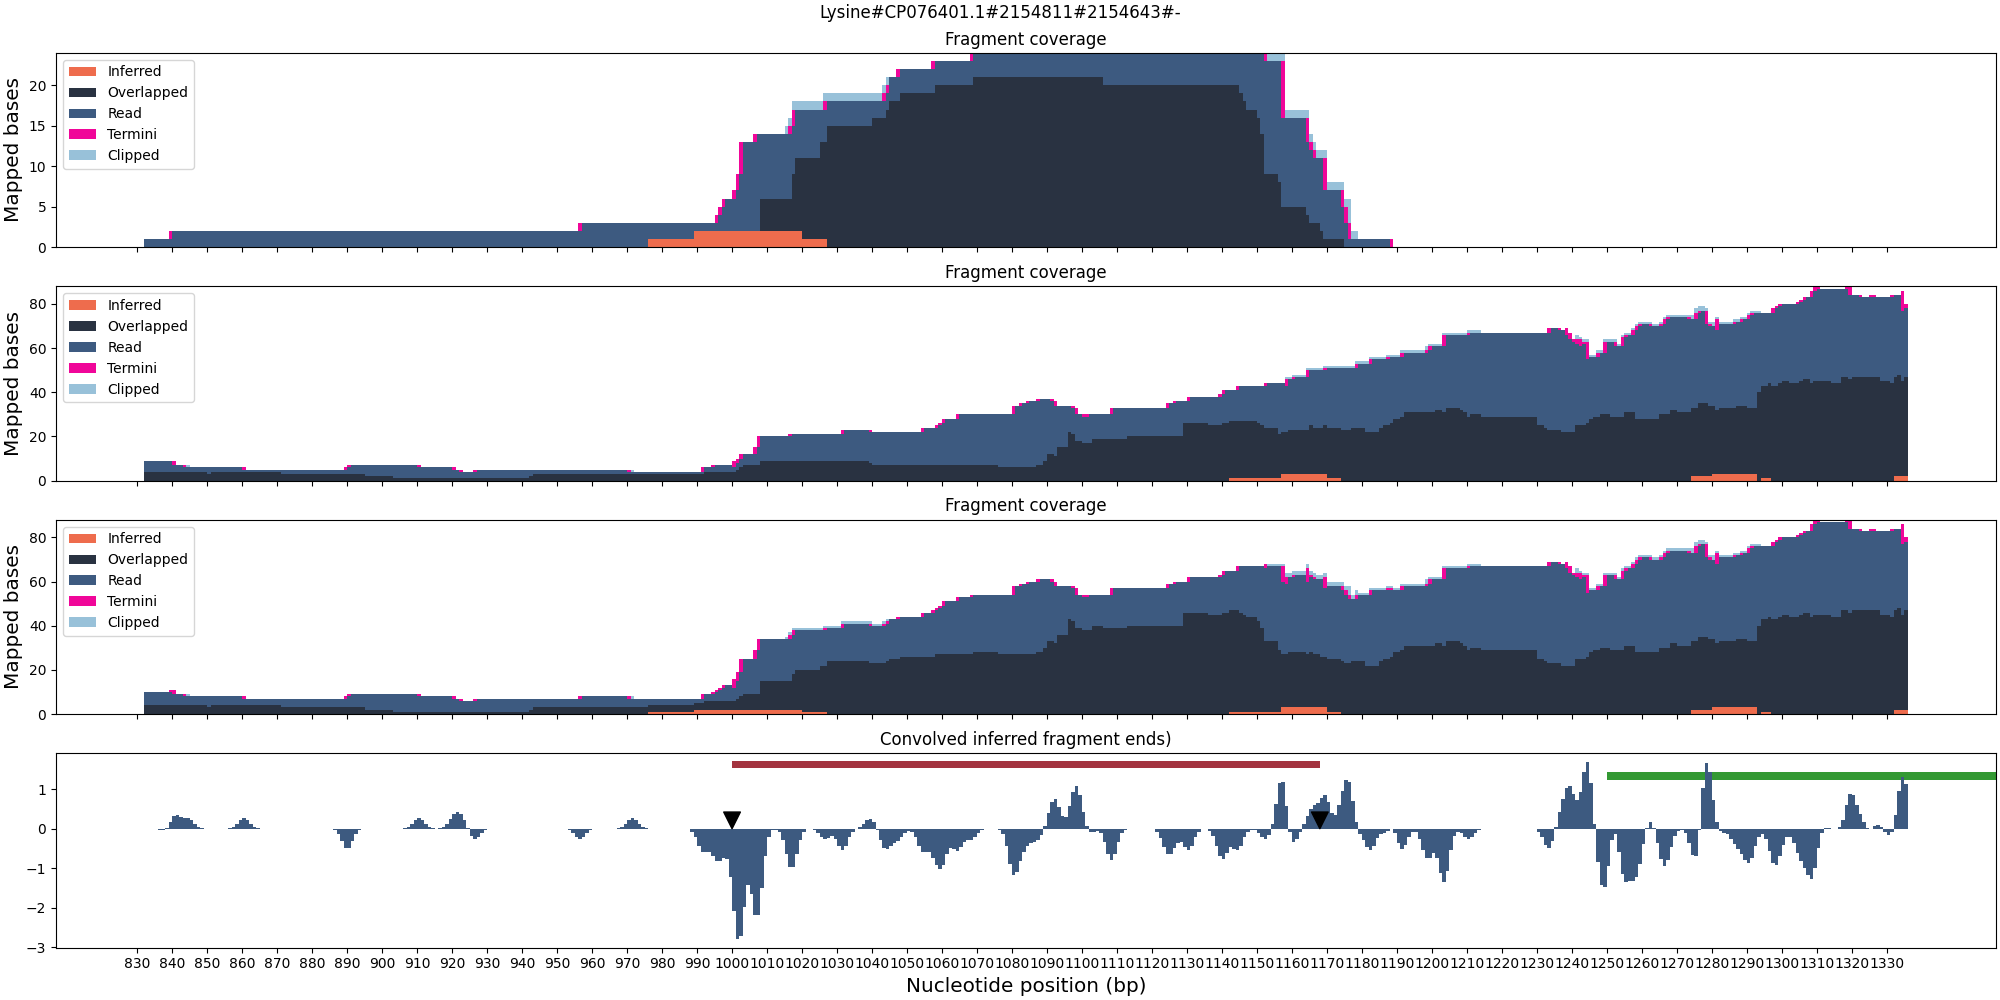 Lysine#CP076401.1#2154811#2154643#-
Fragment coverage
Mapped bases
20
15
10
5
0
Inferred
Overlapped
Read
Termini
Clipped
Fragment coverage
Mapped bases
80
60
40
20
0
Inferred
Overlapped
Read
Termini
Clipped
Fragment coverage
Mapped bases
80
60
40
20
0
Inferred
Overlapped
Read
Termini
Clipped
Convolved inferred fragment ends)
1
0
−1
−2
−3
830 840 850 860 870 880 890 900 910 920 930 940 950 960 970 980 990 1000 1010 1020 1030 1040 1050 1060 1070 1080 1090 1100 1110 1120 1130 1140 1150 1160 1170 1180 1190 1200 1210 1220 1230 1240 1250 1260 1270 1280 1290 1300 1310 1320 1330
Nucleotide position (bp)